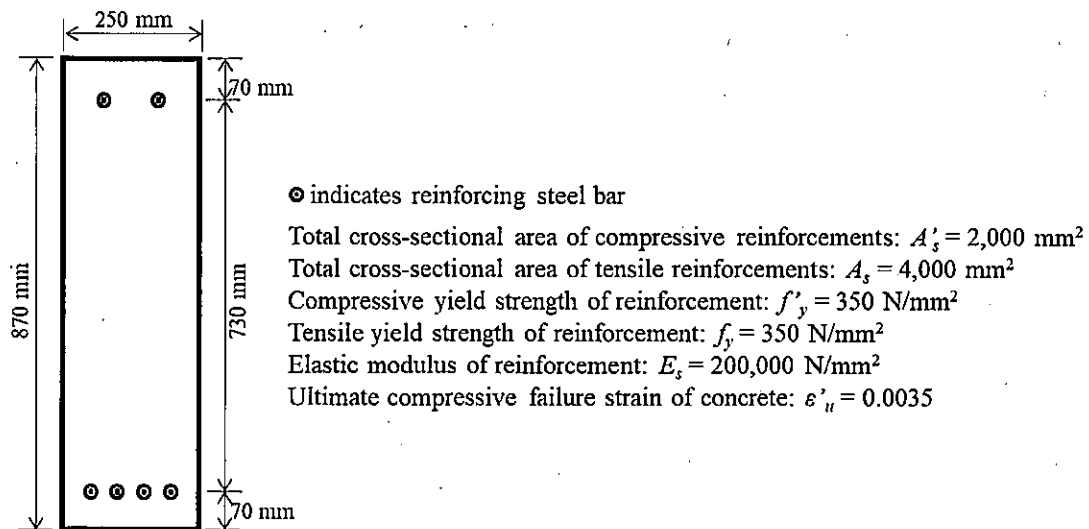 250 mm
70 mm
870 mm
730 mm
70 mm
indicates reinforcing steel bar
Total cross-sectional area of compressive reinforcements: A's = 2,000 mm²
Total cross-sectional area of tensile reinforcements: As = 4,000 mm²
Compressive yield strength of reinforcement: f'y = 350 N/mm²
Tensile yield strength of reinforcement: fy = 350 N/mm²
Elastic modulus of reinforcement: Es = 200,000 N/mm²
Ultimate compressive failure strain of concrete: ε'u = 0.0035